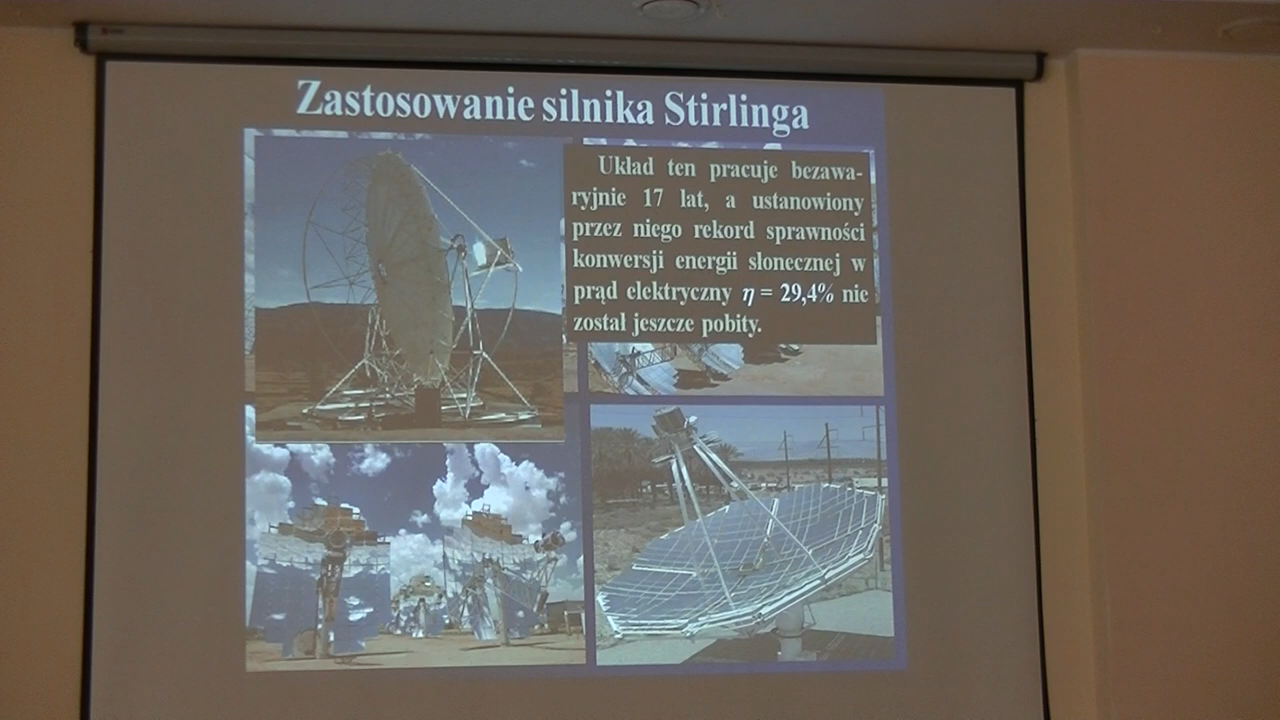 Zastosowanie silnika Stirlinga
Układ ten pracuje bezawa-
ryjnie 17 lat, a ustanowiony
przez niego rekord sprawności
konwersji energii słonecznej w
prąd elektryczny η = 29,4% nie
został jeszcze pobity.